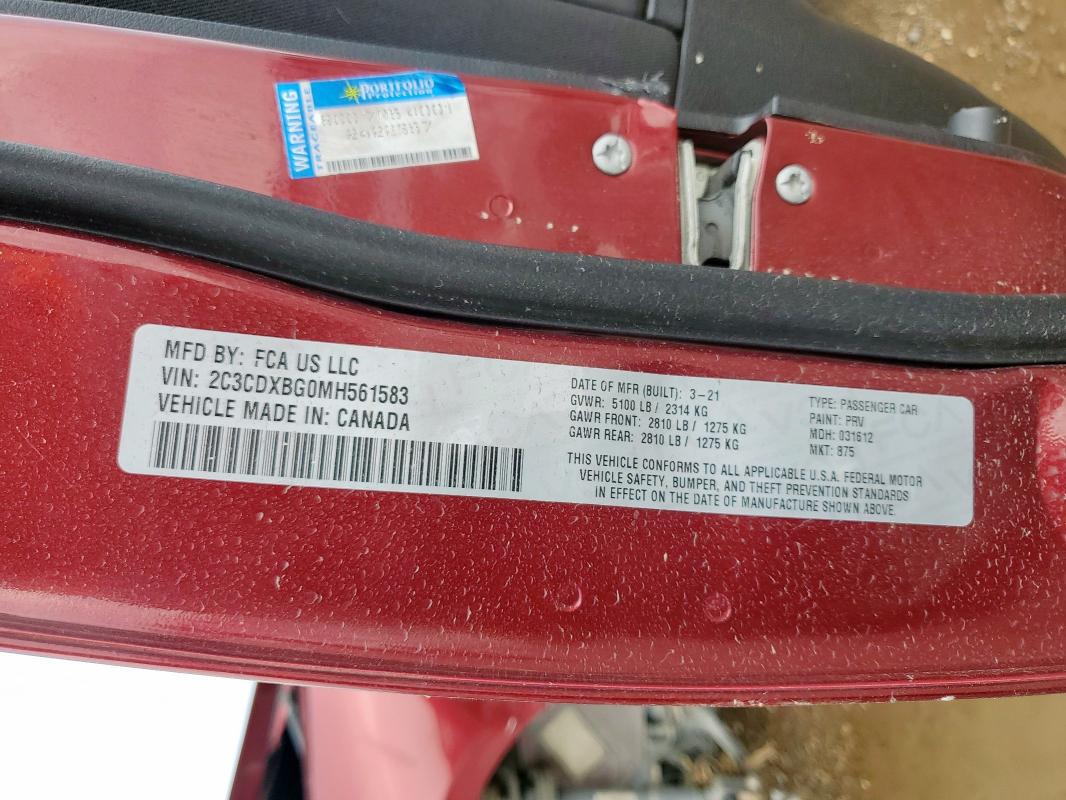 WARNING
TRACEABLE
PORTFOLIO
Protection
MFD BY: FCA US LLC
VIN: 2C3CDXBG0MH561583
VEHICLE MADE IN: CANADA
DATE OF MFR (BUILT): 3-21
GVWR: 5100 LB / 2314 KG
GAWR FRONT: 2810 LB / 1275 KG
GAWR REAR: 2810 LB / 1275 KG
TYPE: PASSENGER CAR
PAINT: PRV
MDH: 031612
MKT: 875
THIS VEHICLE CONFORMS TO ALL APPLICABLE U.S.A. FEDERAL MOTOR
VEHICLE SAFETY, BUMPER, AND THEFT PREVENTION STANDARDS
IN EFFECT ON THE DATE OF MANUFACTURE SHOWN ABOVE.